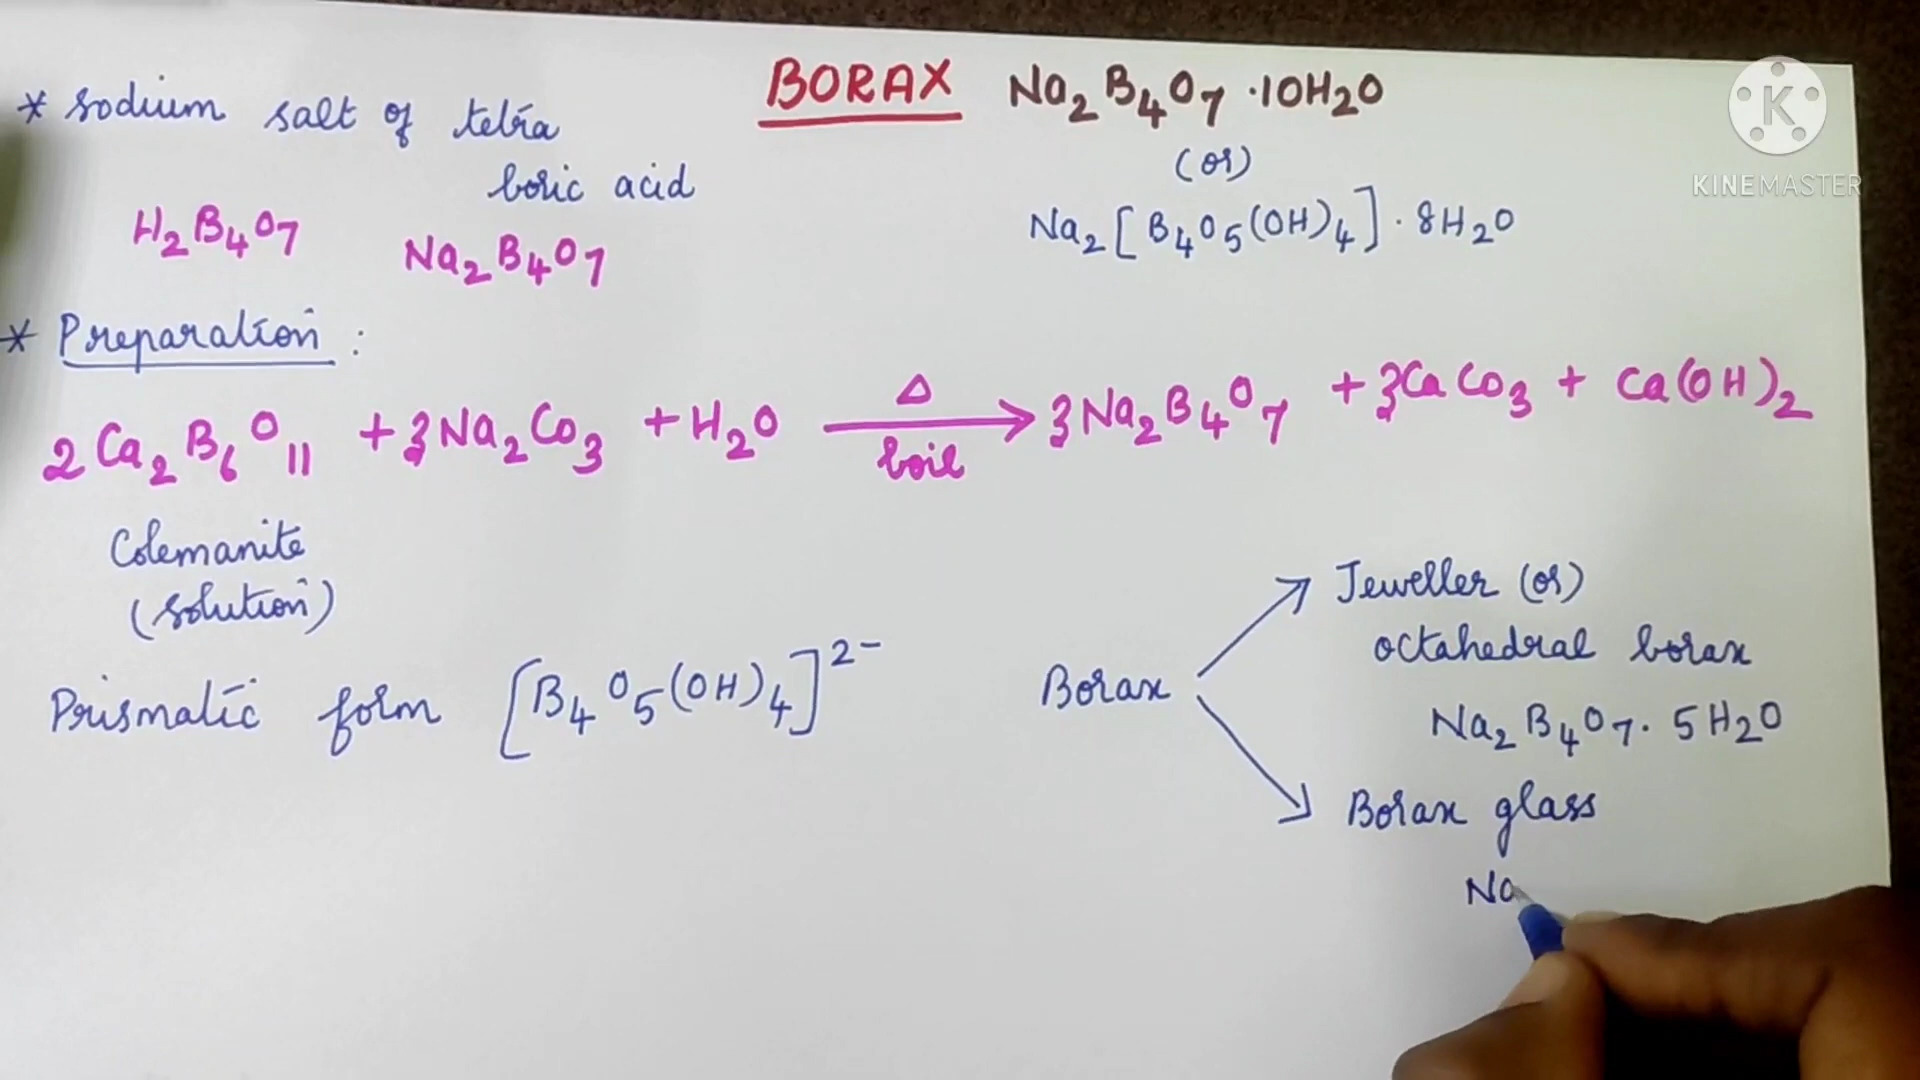 BORAX Na₂B₄O₇ ·10H₂O
(or)
Na₂[B₄O₅(OH)₄]·8H₂O
* sodium salt of tetra
boric acid
H₂B₄O₇ Na₂B₄O₇
* Preparation :
2Ca₂B₆O₁₁ + 3Na₂Co₃ + H₂O Δ boil → 3Na₂B₄O₇ + 3CaCo₃ + Ca(OH)₂
Colemanite
(solution)
Prismatic form [B₄O₅(OH)₄]²⁻
Borax
Jeweller (or)
octahedral borax
Na₂B₄O₇. 5H₂O
Borax glass
Na
K
KINEMASTER